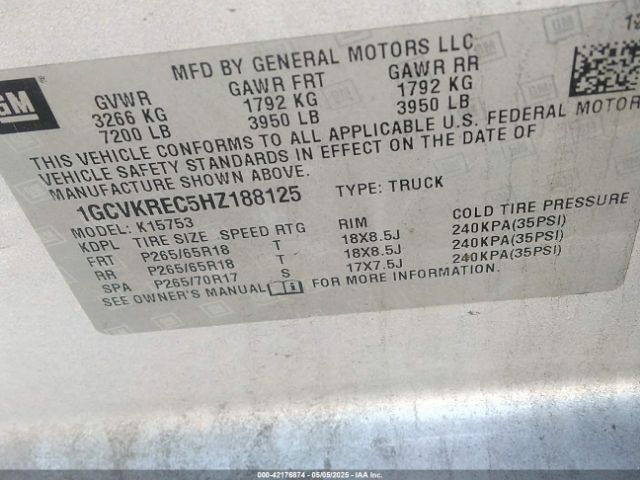 GM
MFD BY GENERAL MOTORS LLC
GVWR GAWR FRT GAWR RR
3266 KG 1792 KG 1792 KG
7200 LB 3950 LB 3950 LB
THIS VEHICLE CONFORMS TO ALL APPLICABLE U.S. FEDERAL MOTOR
VEHICLE SAFETY STANDARDS IN EFFECT ON THE DATE OF
MANUFACTURE SHOWN ABOVE.
1GCVKREC5HZ188125 TYPE: TRUCK
MODEL: K15753
KDPL TIRE SIZE SPEED RTG RIM COLD TIRE PRESSURE
FRT P265/65R18 T 18X8.5J 240KPA(35PSI)
RR P265/65R18 T 18X8.5J 240KPA(35PSI)
SPA P265/70R17 S 17X7.5J 240KPA(35PSI)
SEE OWNER'S MANUAL FOR MORE INFORMATION.
000-42176874 - 05/05/2025 - IAA Inc.